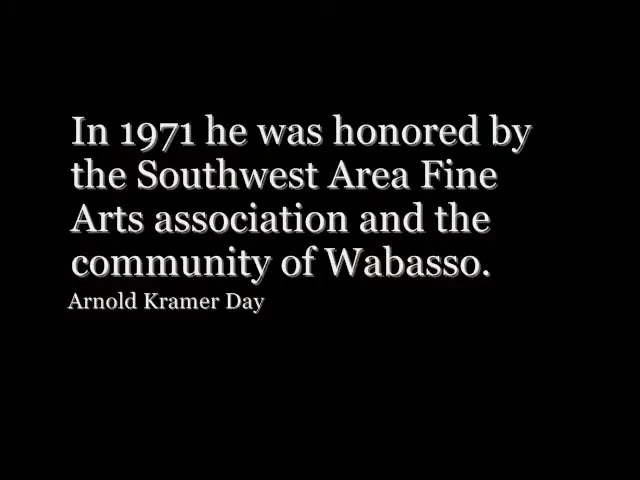 In 1971 he was honored by
the Southwest Area Fine
Arts association and the
community of Wabasso.
Arnold Kramer Day